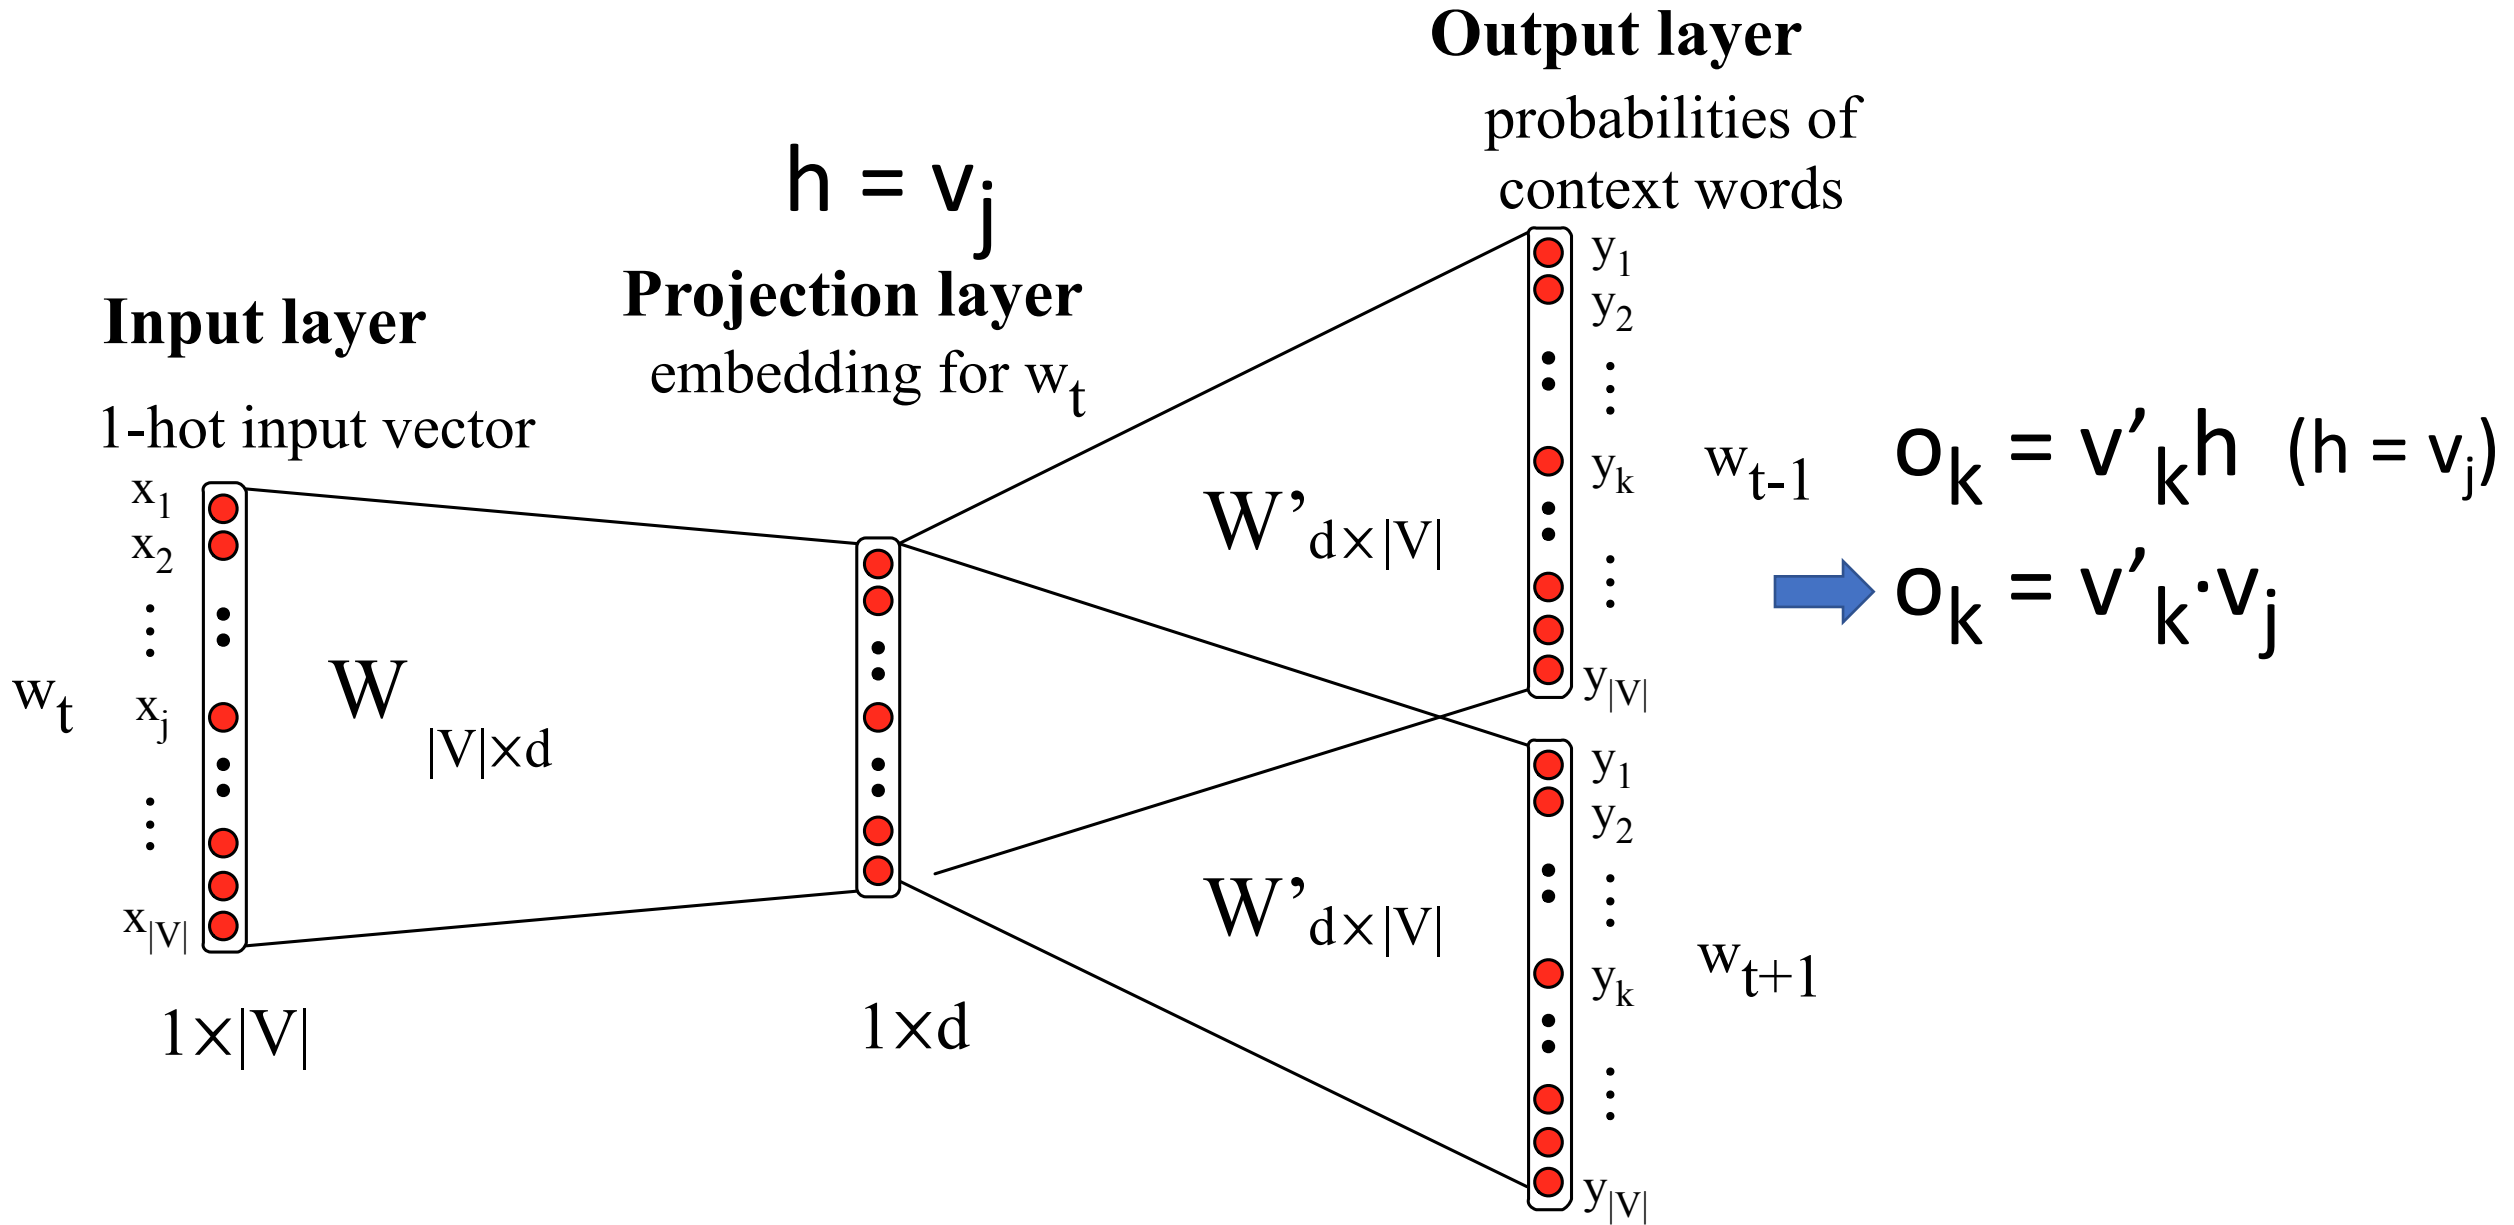 Output layer
probabilities of
context words
h = vⱼ
Projection layer
embedding for wₜ
Input layer
1-hot input vector
x₁
x₂
⋮
xⱼ
⋮
x|V|
wₜ
W |V|×d
1×|V|
1×d
W'd×|V|
W'd×|V|
y₁
y₂
⋮
yₖ
⋮
y|V|
wₜ₋₁
y₁
y₂
⋮
yₖ
⋮
y|V|
wₜ₊₁
oₖ = v'ₖh (h = vⱼ)
oₖ = v'ₖ·vⱼ